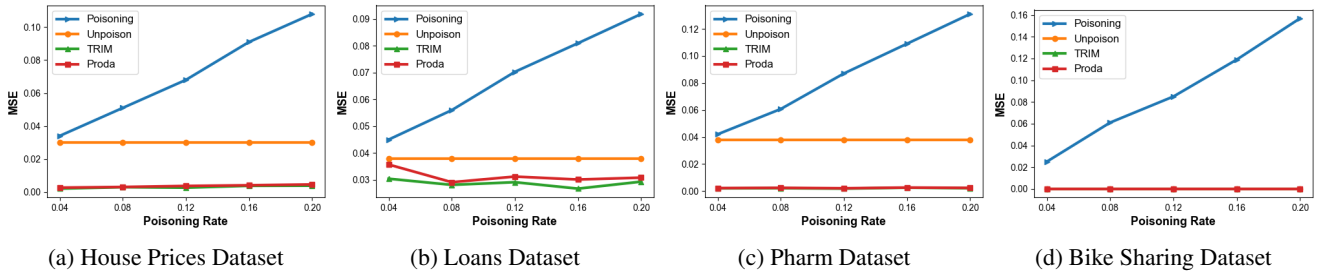 0.10
0.08
0.06
0.04
0.02
0.00
MSE
Poisoning
Unpoison
TRIM
Proda
0.04 0.08 0.12 0.16 0.20
Poisoning Rate
(a) House Prices Dataset
0.09
0.08
0.07
0.06
0.05
0.04
0.03
MSE
Poisoning
Unpoison
TRIM
Proda
0.04 0.08 0.12 0.16 0.20
Poisoning Rate
(b) Loans Dataset
0.12
0.10
0.08
0.06
0.04
0.02
0.00
MSE
Poisoning
Unpoison
TRIM
Proda
0.04 0.08 0.12 0.16 0.20
Poisoning Rate
(c) Pharm Dataset
0.16
0.14
0.12
0.10
0.08
0.06
0.04
0.02
0.00
MSE
Poisoning
Unpoison
TRIM
Proda
0.04 0.08 0.12 0.16 0.20
Poisoning Rate
(d) Bike Sharing Dataset